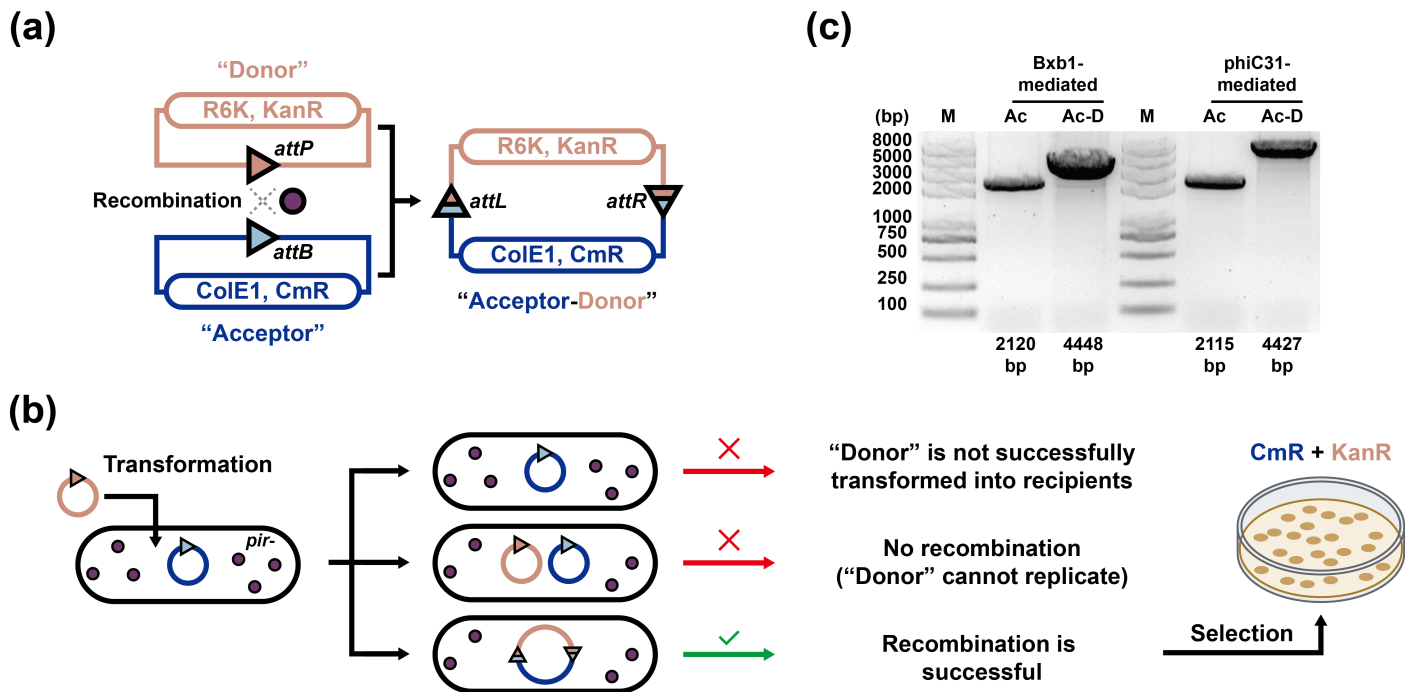 (a)
“Donor”
R6K, KanR
attP
Recombination
attB
ColE1, CmR
“Acceptor”
R6K, KanR
attL
attR
ColE1, CmR
“Acceptor-Donor”
(c)
Bxb1-
mediated
phiC31-
mediated
(bp)
M
Ac
Ac-D
M
Ac
Ac-D
8000
5000
3000
2000
1000
750
500
250
100
2120
bp
4448
bp
2115
bp
4427
bp
(b)
Transformation
pir-
“Donor” is not successfully
transformed into recipients
No recombination
(“Donor” cannot replicate)
Recombination is
successful
Selection
CmR + KanR